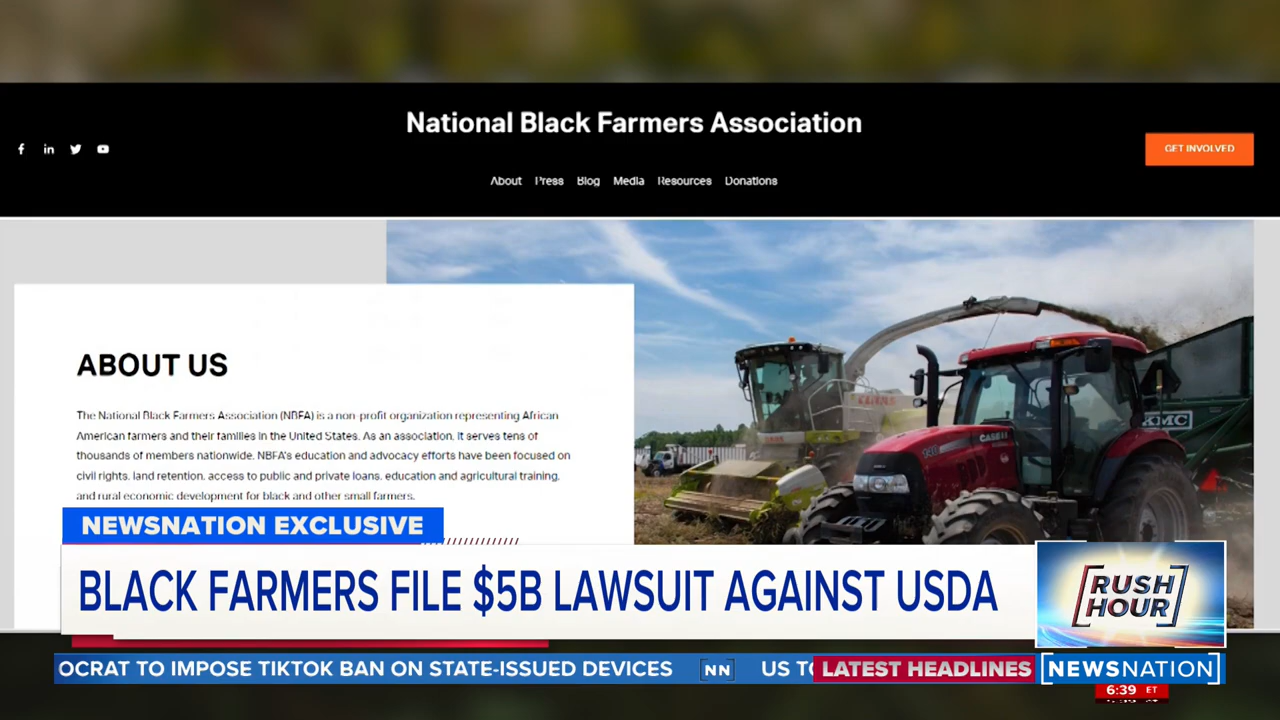 National Black Farmers Association
GET INVOLVED
About Press Blog Media Resources Donations
ABOUT US
The National Black Farmers Association (NBFA) is a non-profit organization representing African
American farmers and their families in the United States. As an association, it serves tens of
thousands of members nationwide. NBFA's education and advocacy efforts have been focused on
civil rights, land retention, access to public and private loans, education and agricultural training,
and rural economic development for black and other small farmers.
CLAAS
CASE IH
KMC
NEWSNATION EXCLUSIVE
BLACK FARMERS FILE $5B LAWSUIT AGAINST USDA
RUSH
HOUR
OCRAT TO IMPOSE TIKTOK BAN ON STATE-ISSUED DEVICES NN US LATEST HEADLINES NEWSNATION
6:39 ET